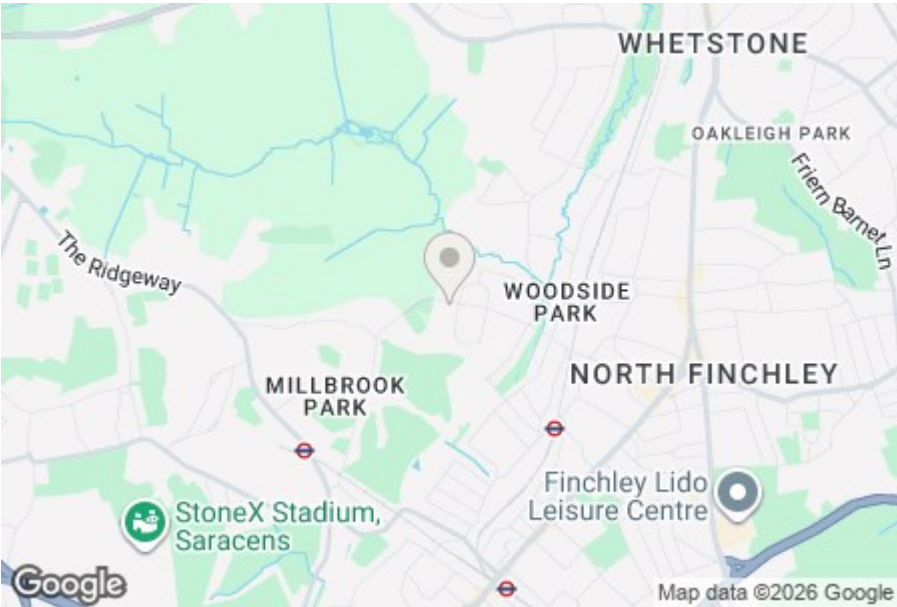 WHETSTONE
OAKLEIGH PARK
Friern Barnet Ln
The Ridgeway
WOODSIDE
PARK
NORTH FINCHLEY
MILLBROOK
PARK
Finchley Lido
Leisure Centre
StoneX Stadium,
Saracens
Google
Map data ©2026 Google